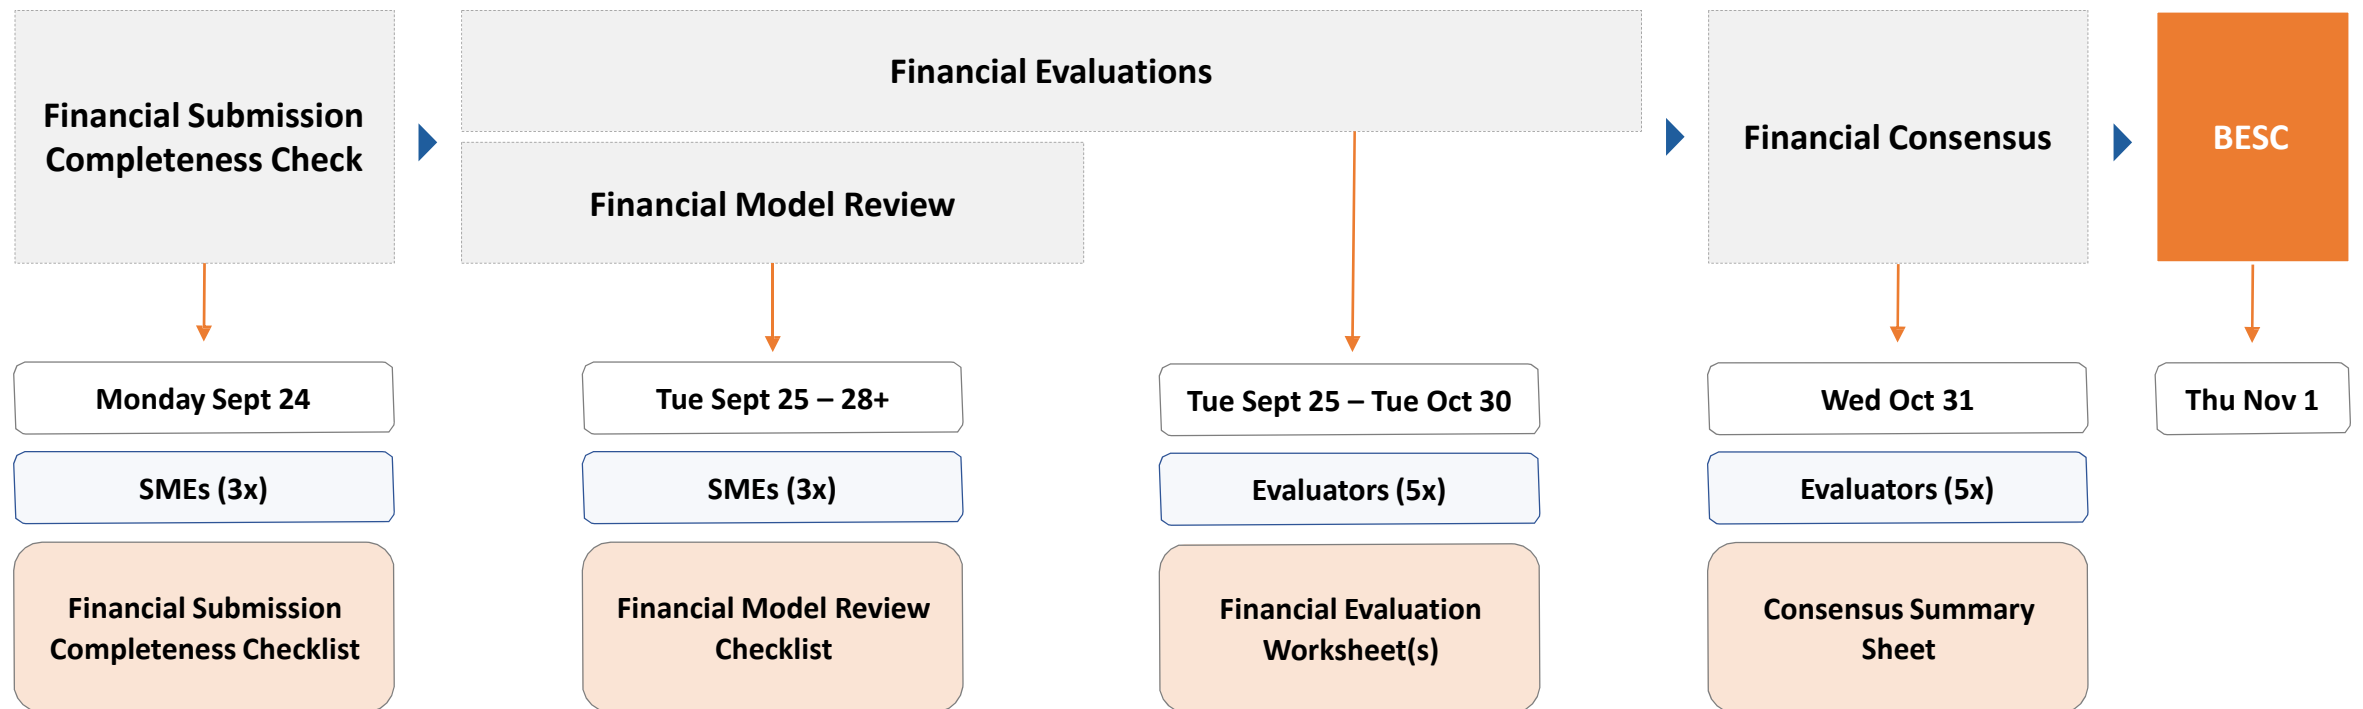 Financial Submission
Completeness Check
Financial Evaluations
Financial Model Review
Financial Consensus
BESC
Monday Sept 24
Tue Sept 25 – 28+
Tue Sept 25 – Tue Oct 30
Wed Oct 31
Thu Nov 1
SMEs (3x)
SMEs (3x)
Evaluators (5x)
Evaluators (5x)
Financial Submission
Completeness Checklist
Financial Model Review
Checklist
Financial Evaluation
Worksheet(s)
Consensus Summary
Sheet